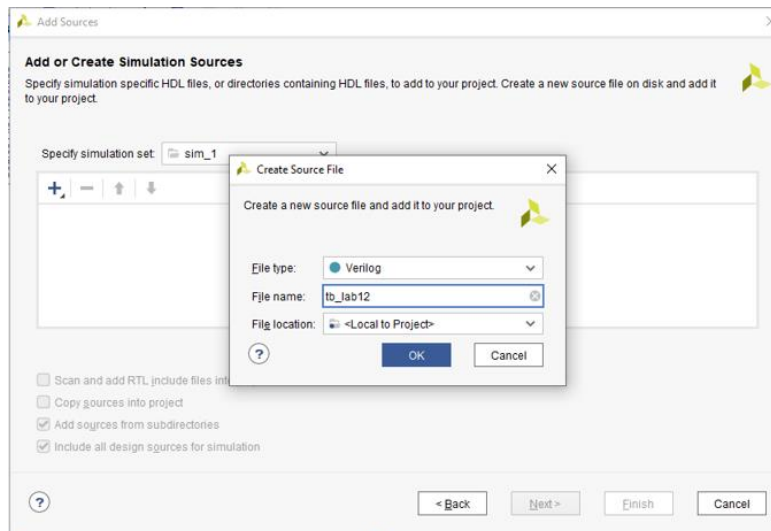 Add Sources
Add or Create Simulation Sources
Specify simulation specific HDL files, or directories containing HDL files, to add to your project. Create a new source file on disk and add it
to your project.
Specify simulation set: sim_1
Create Source File
Create a new source file and add it to your project.
File type: Verilog
File name: tb_lab12
File location: <Local to Project>
? OK Cancel
Scan and add RTL include files
Copy sources into project
Add sources from subdirectories
Include all design sources for simulation
? < Back Next > Finish Cancel